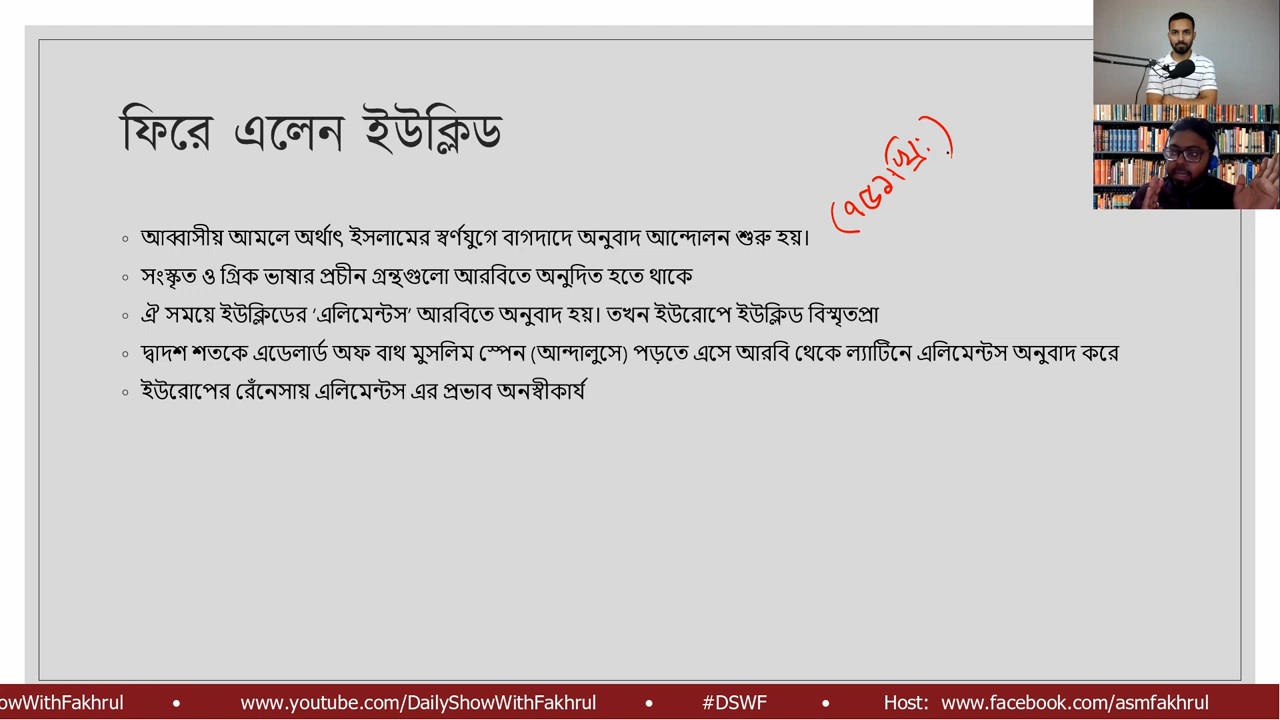 ফিরে এলেন ইউক্লিড
(৭৫১ খ্রি:)
আব্বাসীয় আমলে অর্থাৎ ইসলামের স্বর্ণযুগে বাগদাদে অনুবাদ আন্দোলন শুরু হয়।
সংস্কৃত ও গ্রিক ভাষার প্রচীন গ্রন্থগুলো আরবিতে অনুদিত হতে থাকে
ঐ সময়ে ইউক্লিডের ‘এলিমেন্টস’ আরবিতে অনুবাদ হয়। তখন ইউরোপে ইউক্লিড বিস্মৃতপ্রা
দ্বাদশ শতকে এডেলার্ড অফ বাথ মুসলিম স্পেন (আন্দালুসে) পড়তে এসে আরবি থেকে ল্যাটিনে এলিমেন্টস অনুবাদ করে
ইউরোপের রেঁনেসায় এলিমেন্টস এর প্রভাব অনস্বীকার্য
owWithFakhrul • www.youtube.com/DailyShowWithFakhrul • #DSWF • Host: www.facebook.com/asmfakhrul